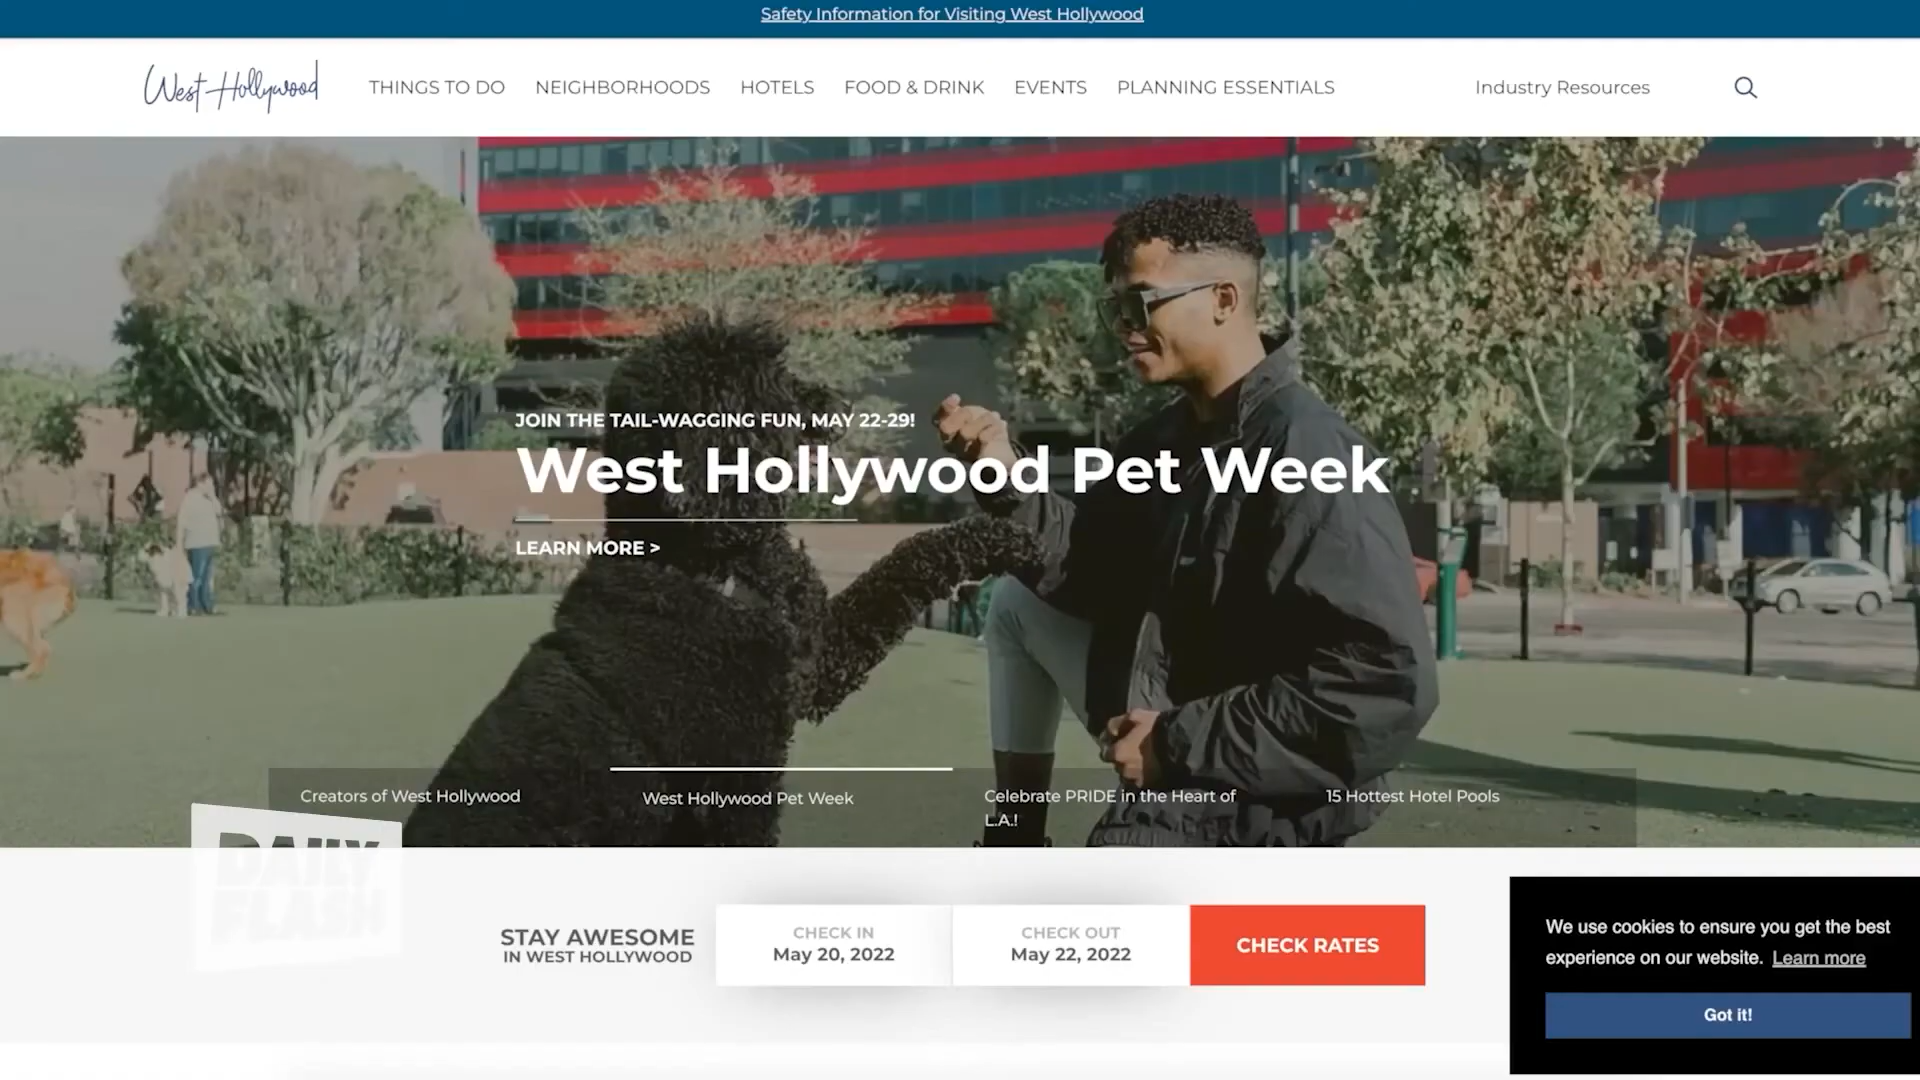 Safety Information for Visiting West Hollywood
West Hollywood
THINGS TO DO
NEIGHBORHOODS
HOTELS
FOOD & DRINK
EVENTS
PLANNING ESSENTIALS
Industry Resources
JOIN THE TAIL-WAGGING FUN, MAY 22-29!
West Hollywood Pet Week
LEARN MORE >
Creators of West Hollywood
West Hollywood Pet Week
Celebrate PRIDE in the Heart of
L.A.!
15 Hottest Hotel Pools
DAILY
FLASH
STAY AWESOME
IN WEST HOLLYWOOD
CHECK IN
May 20, 2022
CHECK OUT
May 22, 2022
CHECK RATES
We use cookies to ensure you get the best
experience on our website. Learn more
Got it!